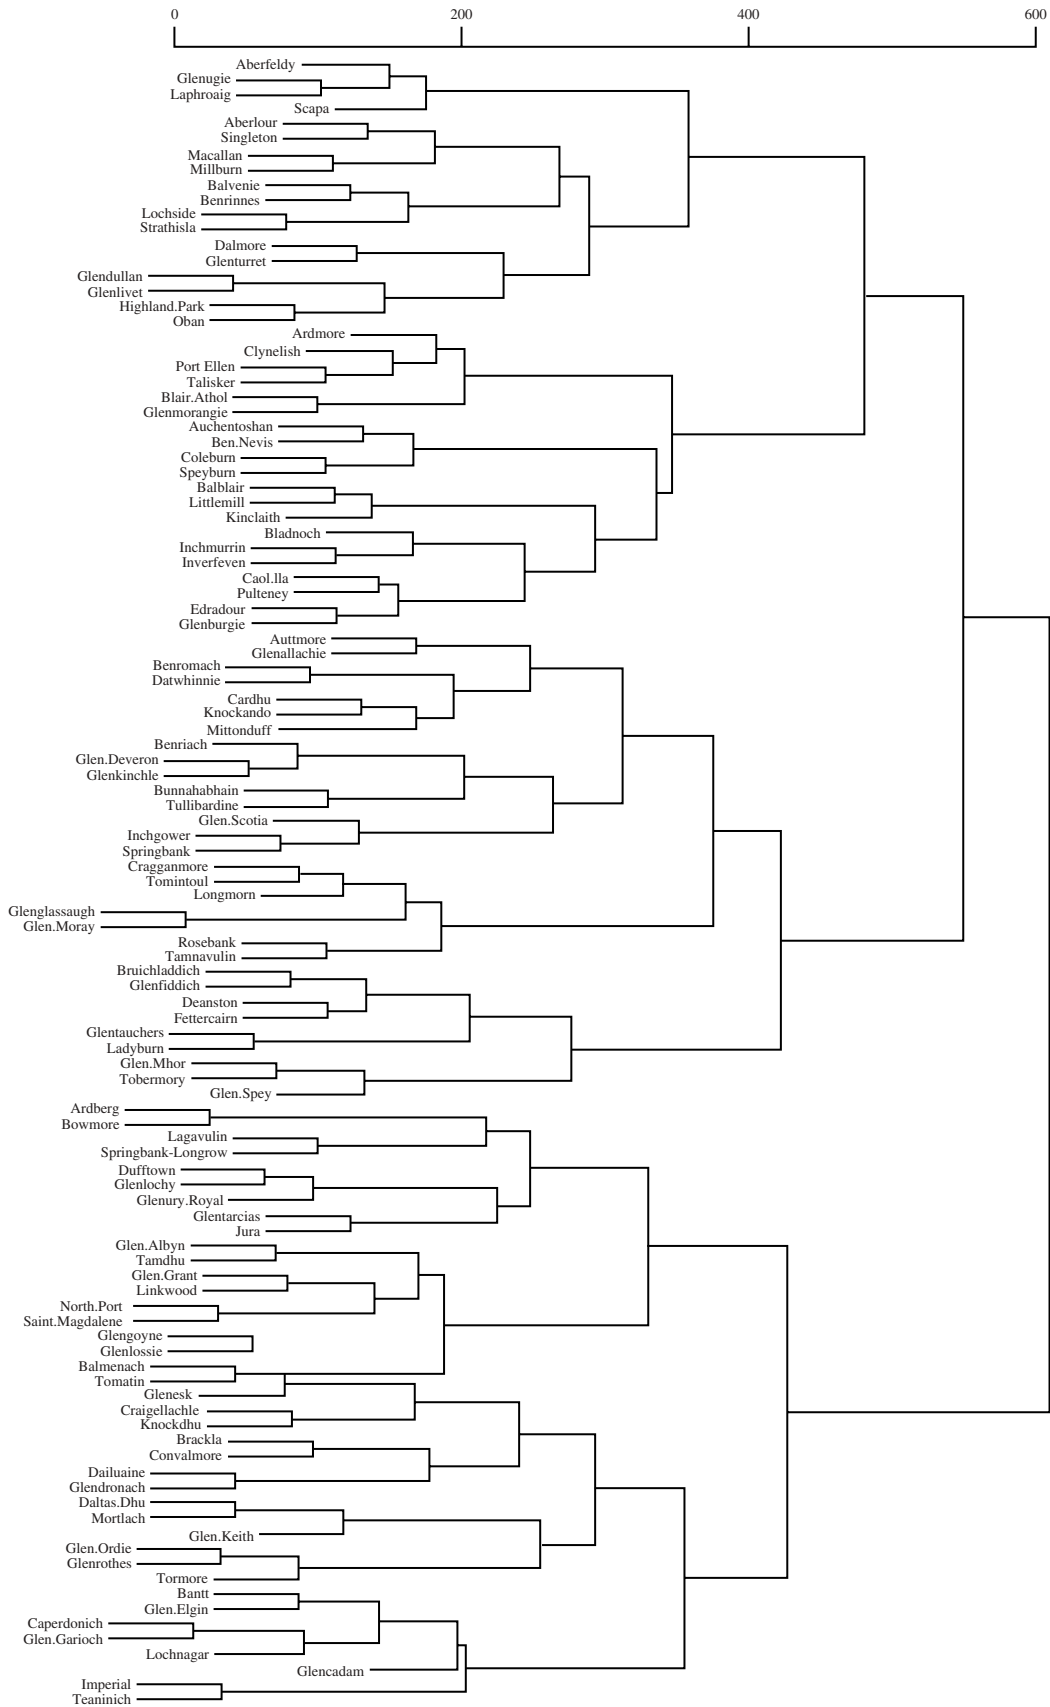 0 200 400 600
Aberfeldy
Glenugie
Laphroaig
Scapa
Aberlour
Singleton
Macallan
Millburn
Balvenie
Benrinnes
Lochside
Strathisla
Dalmore
Glenturret
Glendullan
Glenlivet
Highland.Park
Oban
Ardmore
Clynelish
Port Ellen
Talisker
Blair.Athol
Glenmorangie
Auchentoshan
Ben.Nevis
Coleburn
Speyburn
Balblair
Littlemill
Kinclaith
Bladnoch
Inchmurrin
Inverfeven
Caol.lla
Pulteney
Edradour
Glenburgie
Auttmore
Glenallachie
Benromach
Datwhinnie
Cardhu
Knockando
Mittonduff
Benriach
Glen.Deveron
Glenkinchle
Bunnahabhain
Tullibardine
Glen.Scotia
Inchgower
Springbank
Cragganmore
Tomintoul
Longmorn
Glenglassaugh
Glen.Moray
Rosebank
Tamnavulin
Bruichladdich
Glenfiddich
Deanston
Fettercairn
Glentauchers
Ladyburn
Glen.Mhor
Tobermory
Glen.Spey
Ardberg
Bowmore
Lagavulin
Springbank-Longrow
Dufftown
Glenlochy
Glenury.Royal
Glentarcias
Jura
Glen.Albyn
Tamdhu
Glen.Grant
Linkwood
North.Port
Saint.Magdalene
Glengoyne
Glenlossie
Balmenach
Tomatin
Glenesk
Craigellachle
Knockdhu
Brackla
Convalmore
Dailuaine
Glendronach
Daltas.Dhu
Mortlach
Glen.Keith
Glen.Ordie
Glenrothes
Tormore
Bantt
Glen.Elgin
Caperdonich
Glen.Garioch
Lochnagar
Glencadam
Imperial
Teaninich